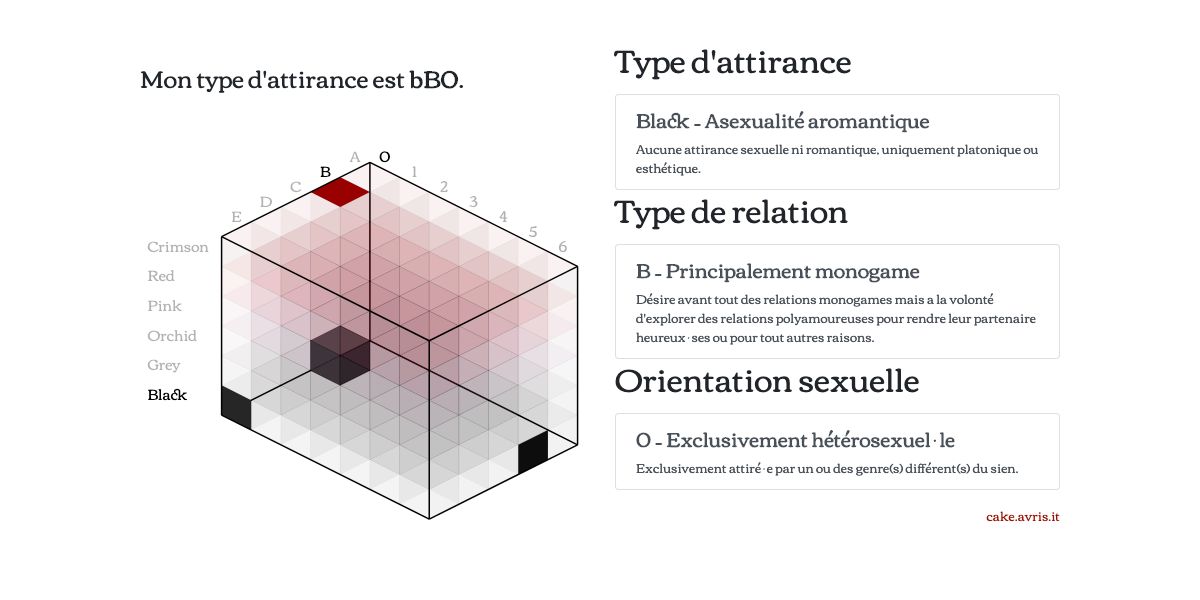 Mon type d'attirance est bBO.
A
O
B
1
C
2
D
3
E
4
5
6
Crimson
Red
Pink
Orchid
Grey
Black
Type d'attirance
Black - Asexualité aromantique
Aucune attirance sexuelle ni romantique, uniquement platonique ou
esthétique.
Type de relation
B - Principalement monogame
Désire avant tout des relations monogames mais a la volonté
d'explorer des relations polyamoureuses pour rendre leur partenaire
heureux·ses ou pour tout autres raisons.
Orientation sexuelle
O - Exclusivement hétérosexuel·le
Exclusivement attiré·e par un ou des genre(s) différent(s) du sien.
cake.avris.it